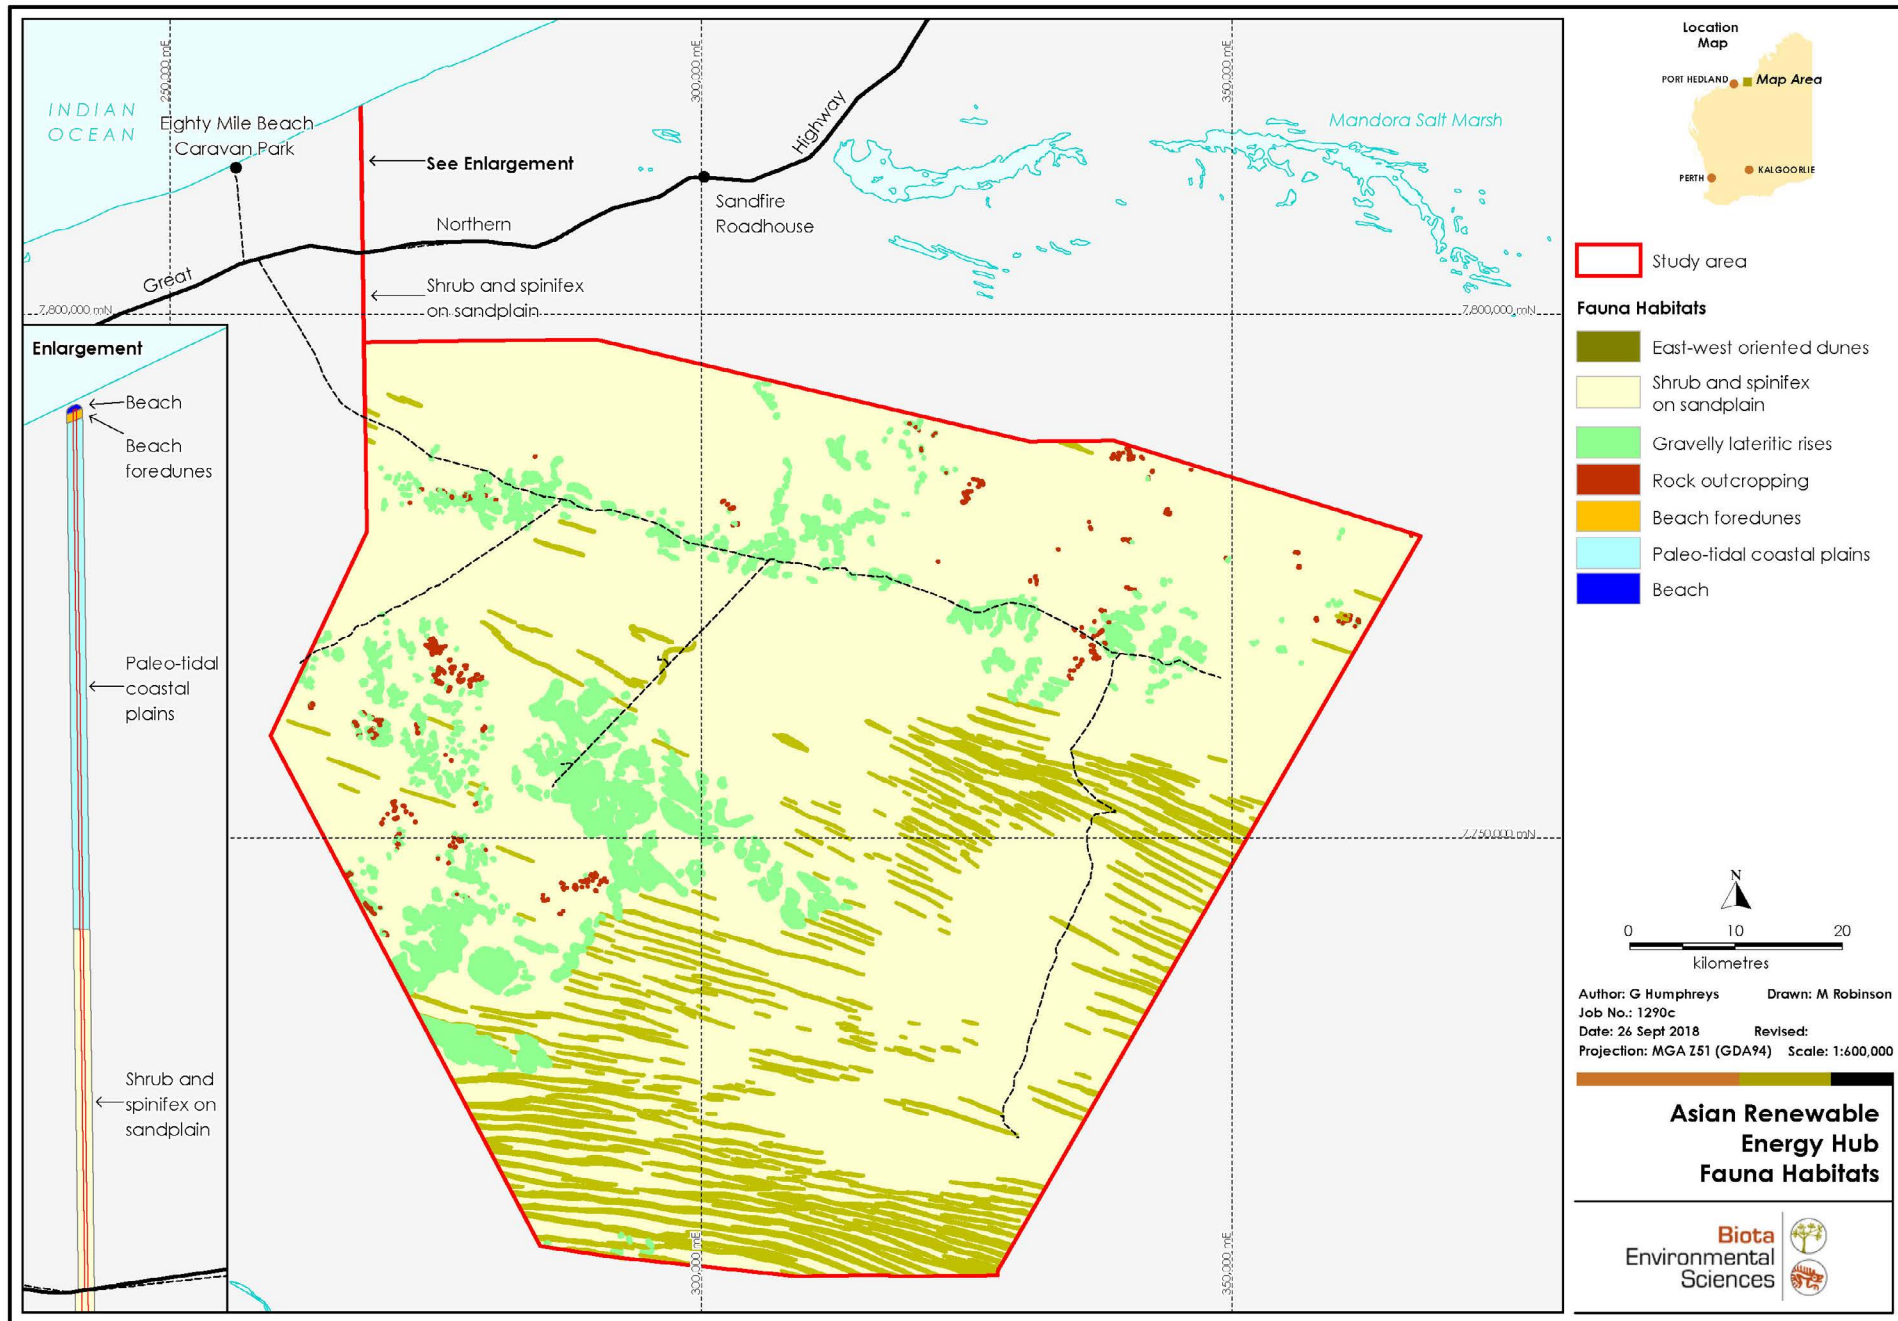 INDIAN
OCEAN
250,000 mE
300,000 mE
350,000 mE
Eighty Mile Beach
Caravan Park
See Enlargement
Highway
Mandora Salt Marsh
Sandfire
Roadhouse
Northern
Great
Shrub and spinifex
on sandplain
7,800,000 mN
7,800,000 mN
Enlargement
Beach
Beach
foredunes
Paleo-tidal
coastal
plains
Shrub and
spinifex on
sandplain
7,750,000 mN
300,000 mE
350,000 mE
Location
Map
PORT HEDLAND
Map Area
PERTH
KALGOORLIE
Study area
Fauna Habitats
East-west oriented dunes
Shrub and spinifex
on sandplain
Gravelly lateritic rises
Rock outcropping
Beach foredunes
Paleo-tidal coastal plains
Beach
N
0 10 20
kilometres
Author: G Humphreys Drawn: M Robinson
Job No.: 1290c
Date: 26 Sept 2018 Revised:
Projection: MGA Z51 (GDA94) Scale: 1:600,000
Asian Renewable
Energy Hub
Fauna Habitats
Biota
Environmental
Sciences